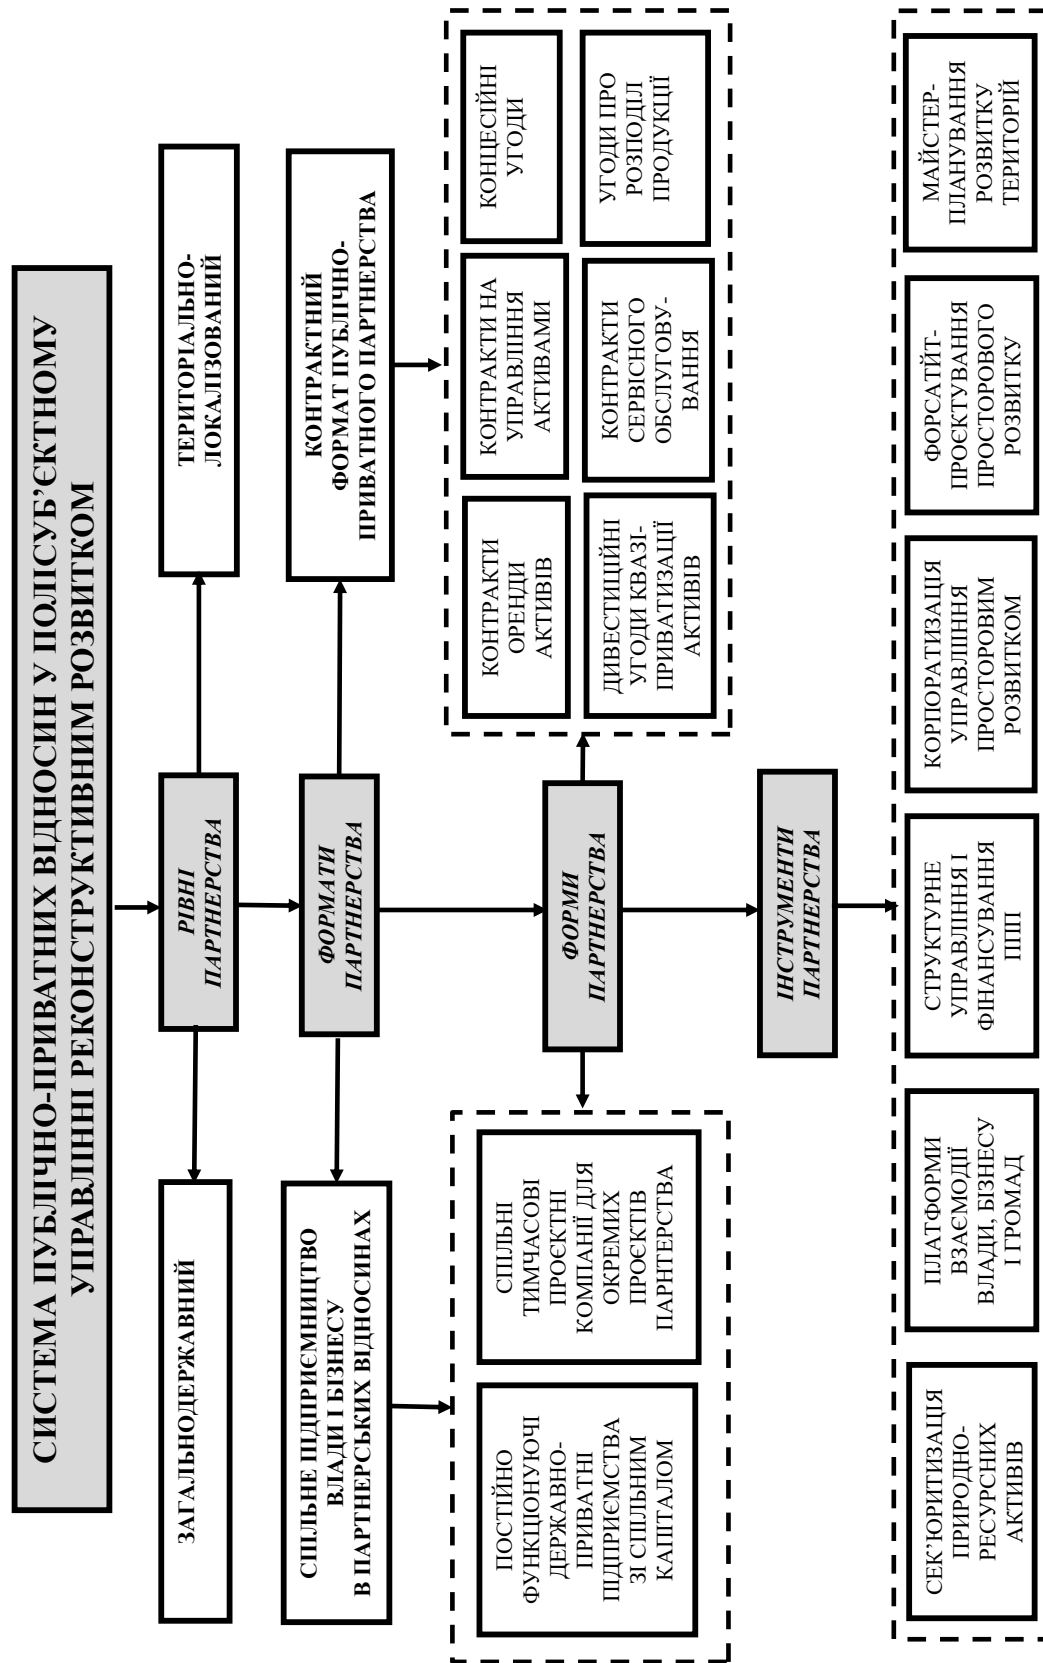 СИСТЕМА ПУБЛІЧНО-ПРИВАТНИХ ВІДНОСИН У ПОЛІСУБ’ЄКТНОМУ
УПРАВЛІННІ РЕКОНСТРУКТИВНИМ РОЗВИТКОМ
ЗАГАЛЬНОДЕРЖАВНИЙ
РІВНІ
ПАРТНЕРСТВА
ТЕРИТОРІАЛЬНО-
ЛОКАЛІЗОВАНИЙ
СПІЛЬНЕ ПІДПРИЄМНИЦТВО
ВЛАДИ І БІЗНЕСУ
В ПАРТНЕРСЬКИХ ВІДНОСИНАХ
ФОРМАТИ
ПАРТНЕРСТВА
КОНТРАКТНИЙ
ФОРМАТ ПУБЛІЧНО-
ПРИВАТНОГО ПАРТНЕРСТВА
ПОСТІЙНО
ФУНКЦІОНУЮЧІ
ДЕРЖАВНО-
ПРИВАТНІ
ПІДПРИЄМСТВА
ЗІ СПІЛЬНИМ
КАПІТАЛОМ
СПІЛЬНІ
ТИМЧАСОВІ
ПРОЄКТНІ
КОМПАНІЇ ДЛЯ
ОКРЕМИХ
ПРОЄКТІВ
ПАРНТЕРСТВА
ФОРМИ
ПАРТНЕРСТВА
КОНТРАКТИ
ОРЕНДИ
АКТИВІВ
КОНТРАКТИ НА
УПРАВЛІННЯ
АКТИВАМИ
КОНЦЕСІЙНІ
УГОДИ
ДИВЕСТИЦІЙНІ
УГОДИ КВАЗІ-
ПРИВАТИЗАЦІЇ
АКТИВІВ
КОНТРАКТИ
СЕРВІСНОГО
ОБСЛУГОВУ-
ВАННЯ
УГОДИ ПРО
РОЗПОДІЛ
ПРОДУКЦІЇ
ІНСТРУМЕНТИ
ПАРТНЕРСТВА
СЕК’ЮРИТИЗАЦІЯ
ПРИРОДНО-
РЕСУРСНИХ
АКТИВІВ
ПЛАТФОРМИ
ВЗАЄМОДІЇ
ВЛАДИ, БІЗНЕСУ
І ГРОМАД
СТРУКТУРНЕ
УПРАВЛІННЯ І
ФІНАНСУВАННЯ
ППП
КОРПОРАТИЗАЦІЯ
УПРАВЛІННЯ
ПРОСТОРОВИМ
РОЗВИТКОМ
ФОРСАТЙТ-
ПРОЄКТУВАННЯ
ПРОСТОРОВОГО
РОЗВИТКУ
МАЙСТЕР-
ПЛАНУВАННЯ
РОЗВИТКУ
ТЕРИТОРІЙ